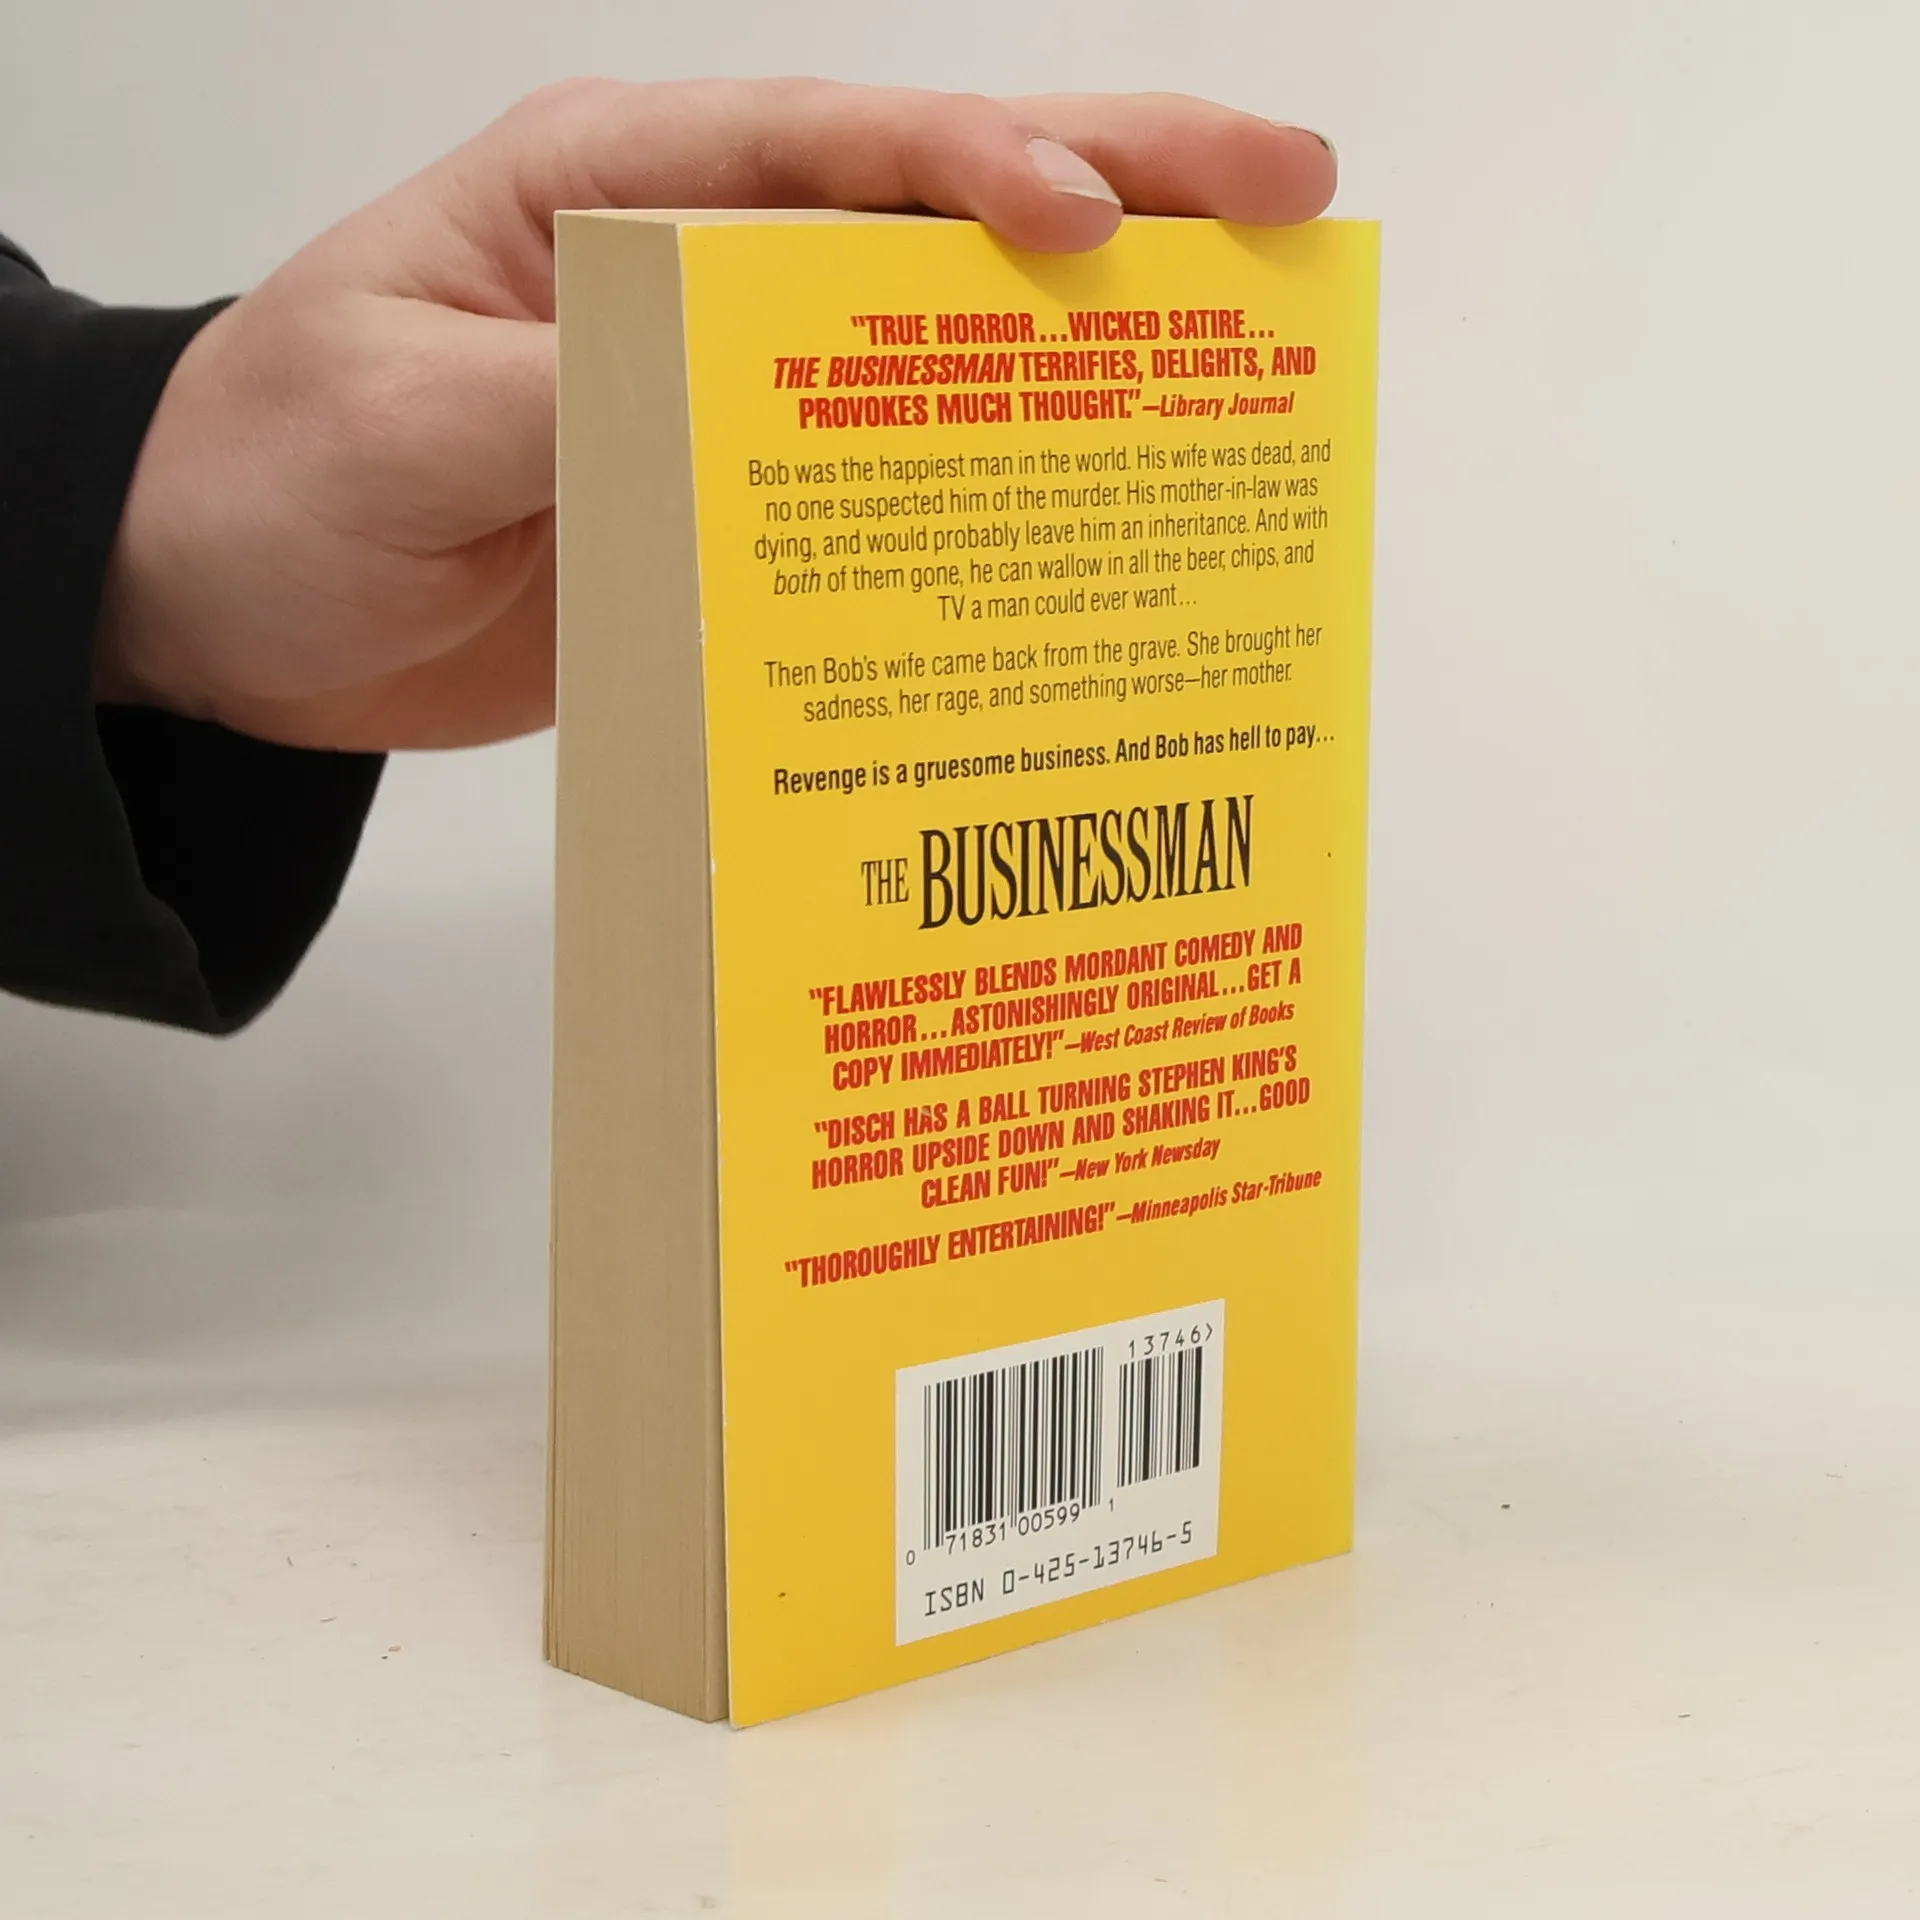 "TRUE HORROR...WICKED SATIRE...
THE BUSINESSMAN TERRIFIES, DELIGHTS, AND
PROVOKES MUCH THOUGHT."—Library Journal
Bob was the happiest man in the world. His wife was dead, and
no one suspected him of the murder. His mother-in-law was
dying, and would probably leave him an inheritance. And with
both of them gone, he can wallow in all the beer, chips, and
TV a man could ever want...
Then Bob's wife came back from the grave. She brought her
sadness, her rage, and something worse—her mother.
Revenge is a gruesome business. And Bob has hell to pay...
THE BUSINESSMAN
"FLAWLESSLY BLENDS MORDANT COMEDY AND
HORROR...ASTONISHINGLY ORIGINAL...GET A
COPY IMMEDIATELY!"—West Coast Review of Books
"DISCH HAS A BALL TURNING STEPHEN KING'S
HORROR UPSIDE DOWN AND SHAKING IT...GOOD
CLEAN FUN!"—New York Newsday
"THOROUGHLY ENTERTAINING!"—Minneapolis Star-Tribune
13746>
0 71831 00599 1
ISBN 0-425-13746-5